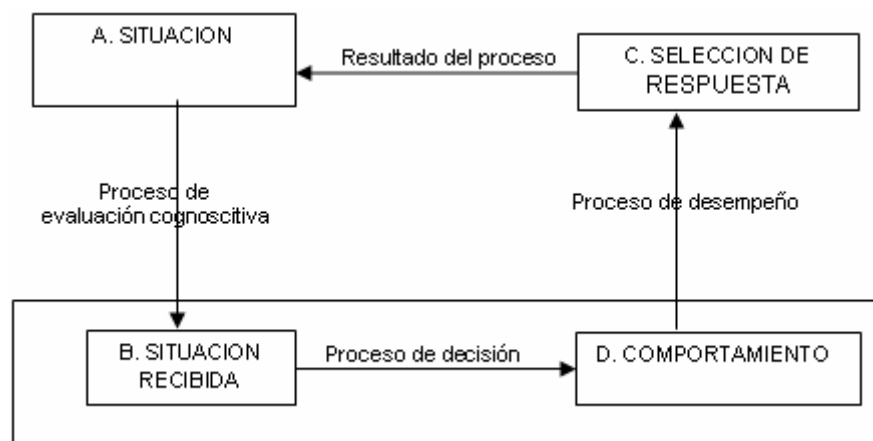 A. SITUACION
Resultado del proceso
C. SELECCION DE
RESPUESTA
Proceso de
evaluación cognoscitiva
Proceso de desempeño
B. SITUACION
RECIBIDA
Proceso de decisión
D. COMPORTAMIENTO